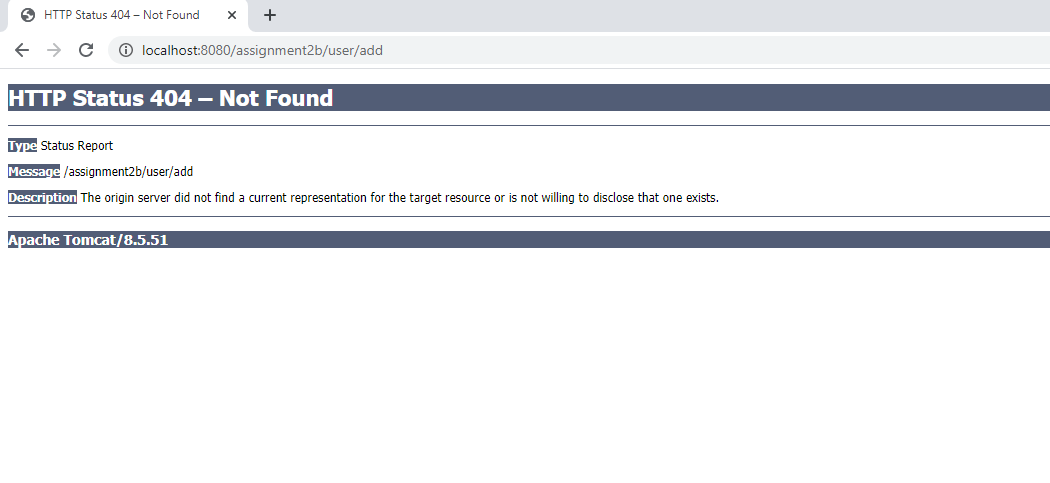 HTTP Status 404 – Not Found
localhost:8080/assignment2b/user/add
HTTP Status 404 – Not Found
Type Status Report
Message /assignment2b/user/add
Description The origin server did not find a current representation for the target resource or is not willing to disclose that one exists.
Apache Tomcat/8.5.51